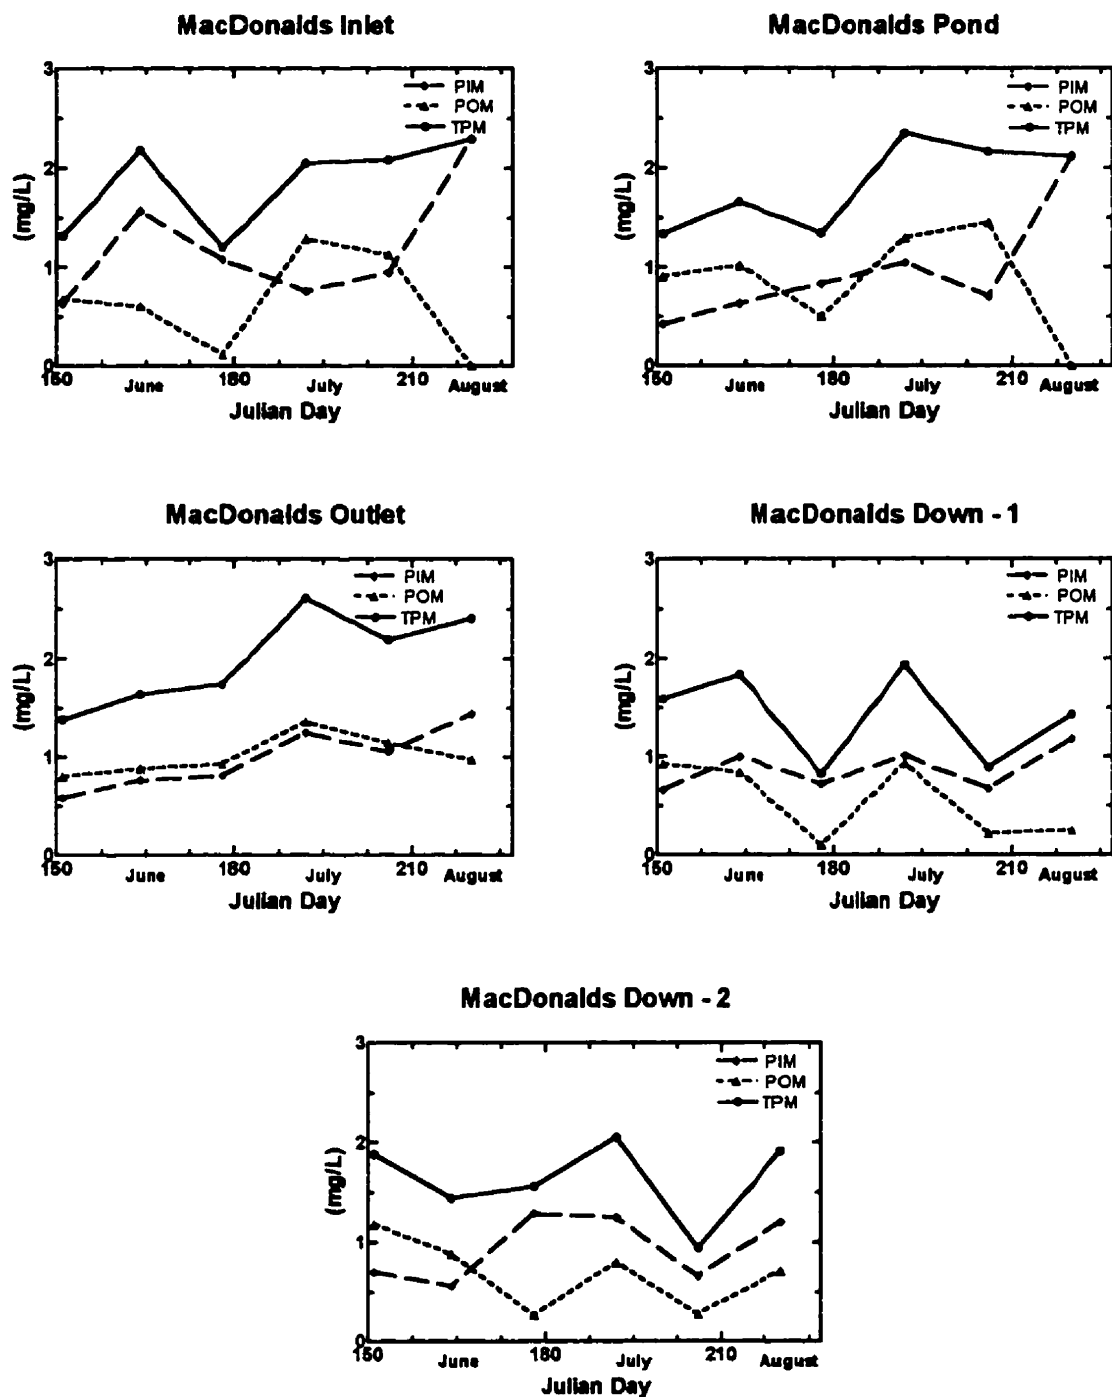 MacDonalds Inlet
MacDonalds Pond
3
2
1
0
(mg/L)
PIM
POM
TPM
150 June 180 July 210 August
Julian Day
3
2
1
0
(mg/L)
PIM
POM
TPM
150 June 180 July 210 August
Julian Day
MacDonalds Outlet
MacDonalds Down - 1
3
2
1
0
(mg/L)
PIM
POM
TPM
150 June 180 July 210 August
Julian Day
3
2
1
0
(mg/L)
PIM
POM
TPM
150 June 180 July 210 August
Julian Day
MacDonalds Down - 2
3
2
1
0
(mg/L)
PIM
POM
TPM
150 June 180 July 210 August
Julian Day